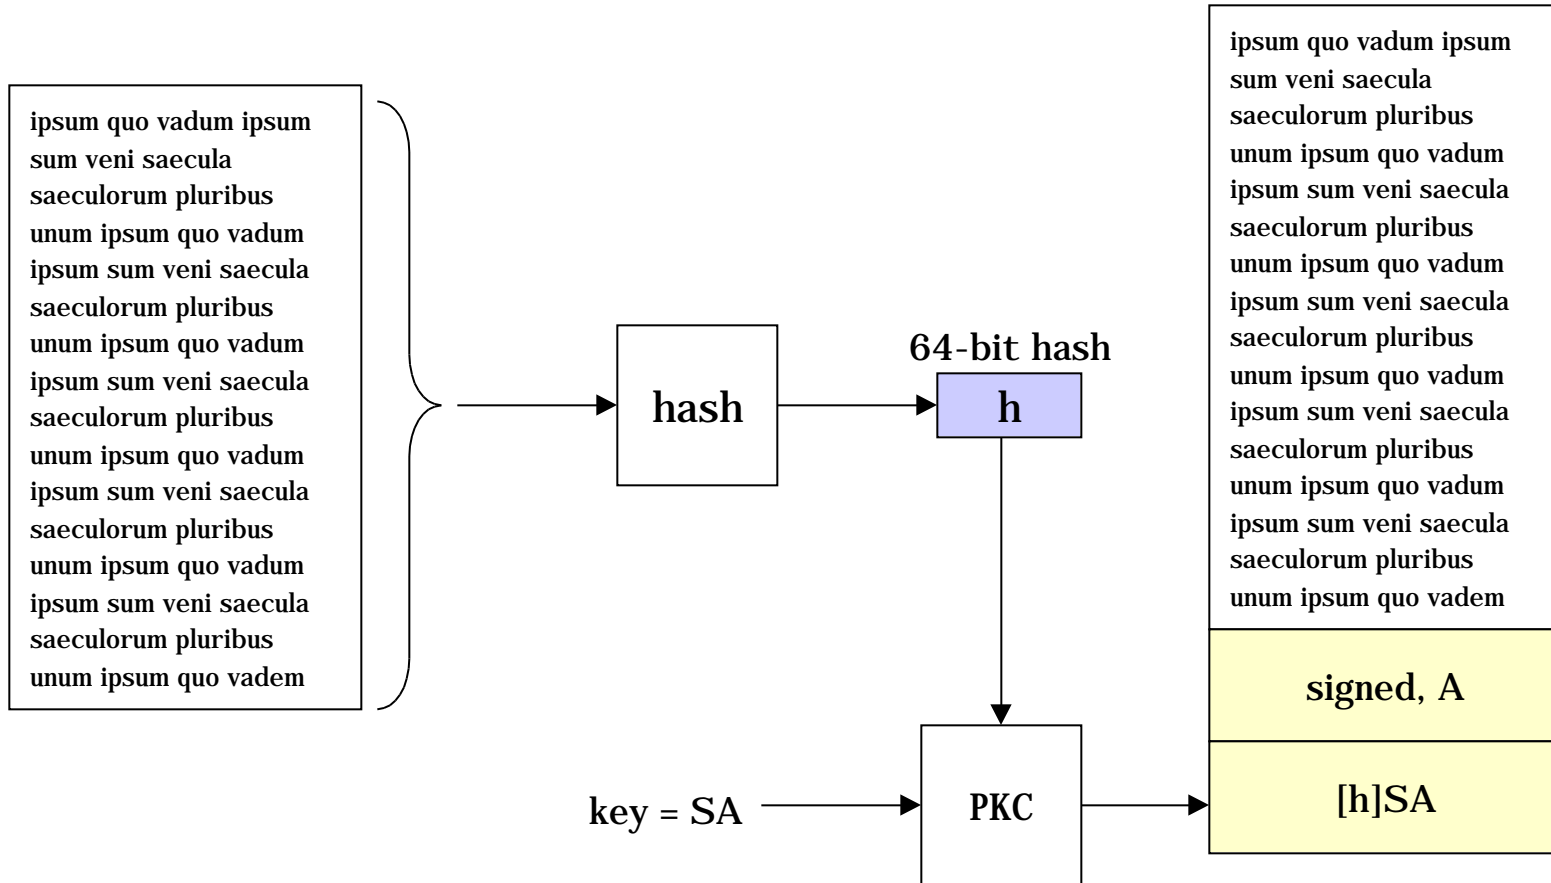 ipsum quo vadum ipsum
sum veni saecula
saeculorum pluribus
unum ipsum quo vadum
ipsum sum veni saecula
saeculorum pluribus
unum ipsum quo vadum
ipsum sum veni saecula
saeculorum pluribus
unum ipsum quo vadum
ipsum sum veni saecula
saeculorum pluribus
unum ipsum quo vadum
ipsum sum veni saecula
saeculorum pluribus
unum ipsum quo vadem
hash
64-bit hash
h
key = SA
PKC
ipsum quo vadum ipsum
sum veni saecula
saeculorum pluribus
unum ipsum quo vadum
ipsum sum veni saecula
saeculorum pluribus
unum ipsum quo vadum
ipsum sum veni saecula
saeculorum pluribus
unum ipsum quo vadum
ipsum sum veni saecula
saeculorum pluribus
unum ipsum quo vadum
ipsum sum veni saecula
saeculorum pluribus
unum ipsum quo vadem
signed, A
[h]SA